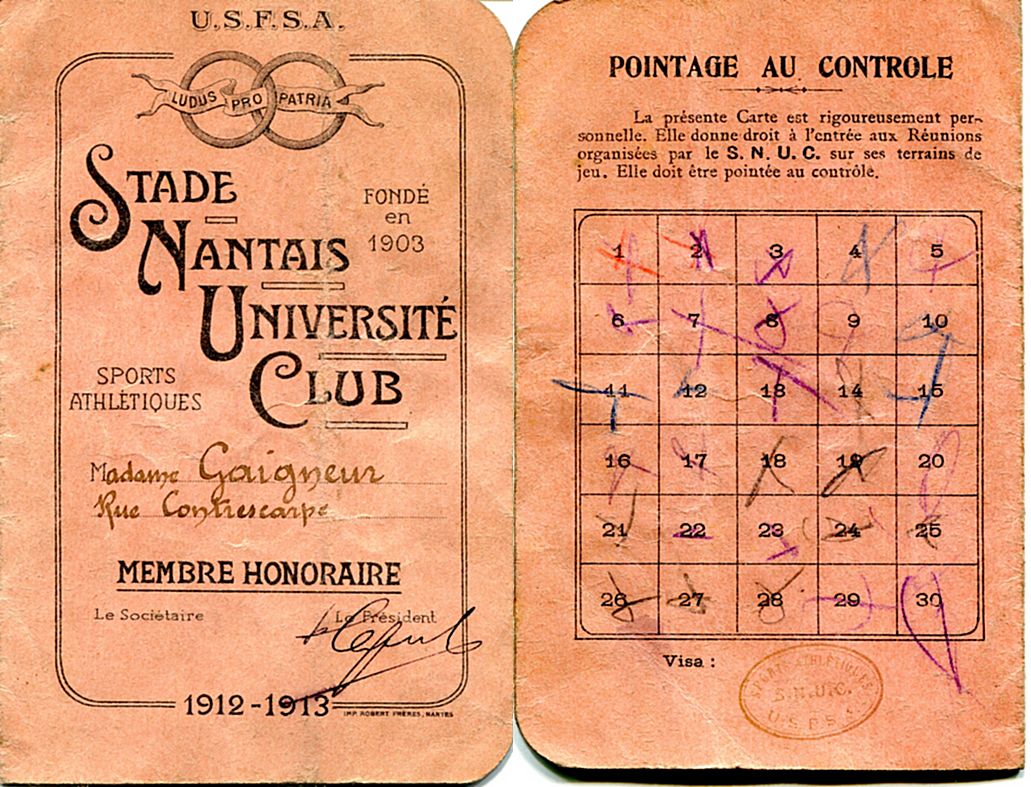 U.S.F.S.A.
LUDUS PRO PATRIA
STADE
FONDÉ
en
1903
NANTAIS
UNIVERSITÉ
CLUB
SPORTS
ATHLÉTIQUES
Madame Gaigneur
Rue Contrescarpe
MEMBRE HONORAIRE
Le Sociétaire
Le Président
1912-1913
IMP. ROBERT FRÈRES, NANTES
POINTAGE AU CONTROLE
La présente Carte est rigoureusement per-
sonnelle. Elle donne droit à l'entrée aux Réunions
organisées par le S. N. U. C. sur ses terrains de
jeu. Elle doit être pointée au contrôle.
1 2 3 4 5
6 7 8 9 10
11 12 13 14 15
16 17 18 19 20
21 22 23 24 25
26 27 28 29 30
Visa :
SPORTS ATHLÉTIQUES
S.N.U.C.
U.S.F.S.A.